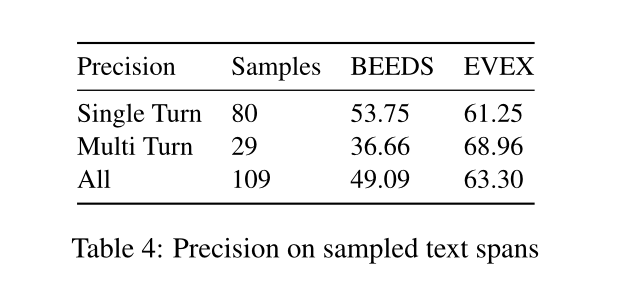 Precision Samples BEEDS EVEX
Single Turn 80 53.75 61.25
Multi Turn 29 36.66 68.96
All 109 49.09 63.30
Table 4: Precision on sampled text spans